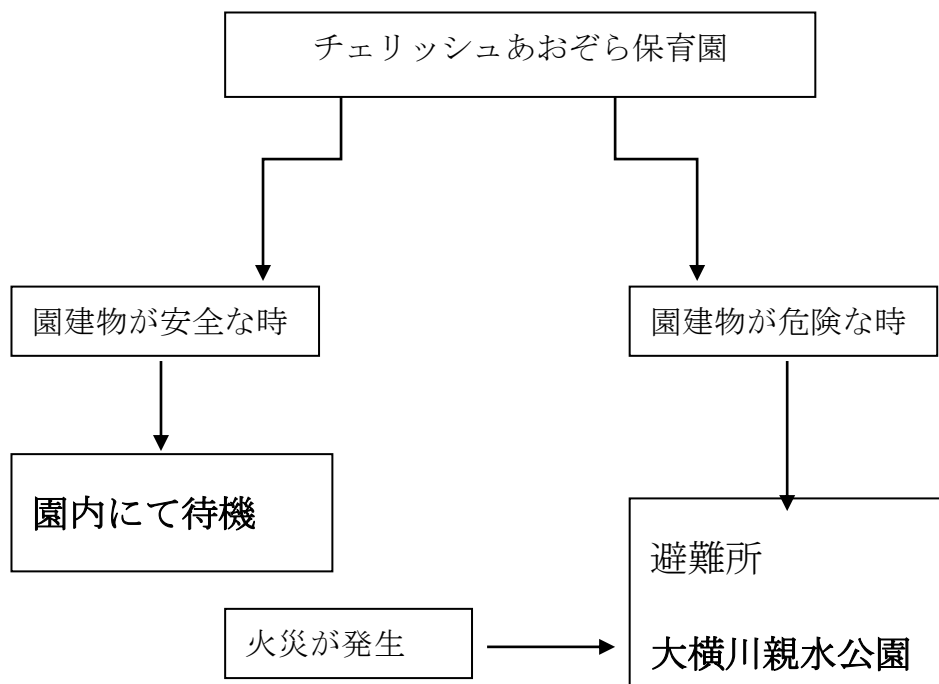 チェリッシュあおぞら保育園
園建物が安全な時
園建物が危険な時
園内にて待機
避難所
火災が発生
大横川親水公園